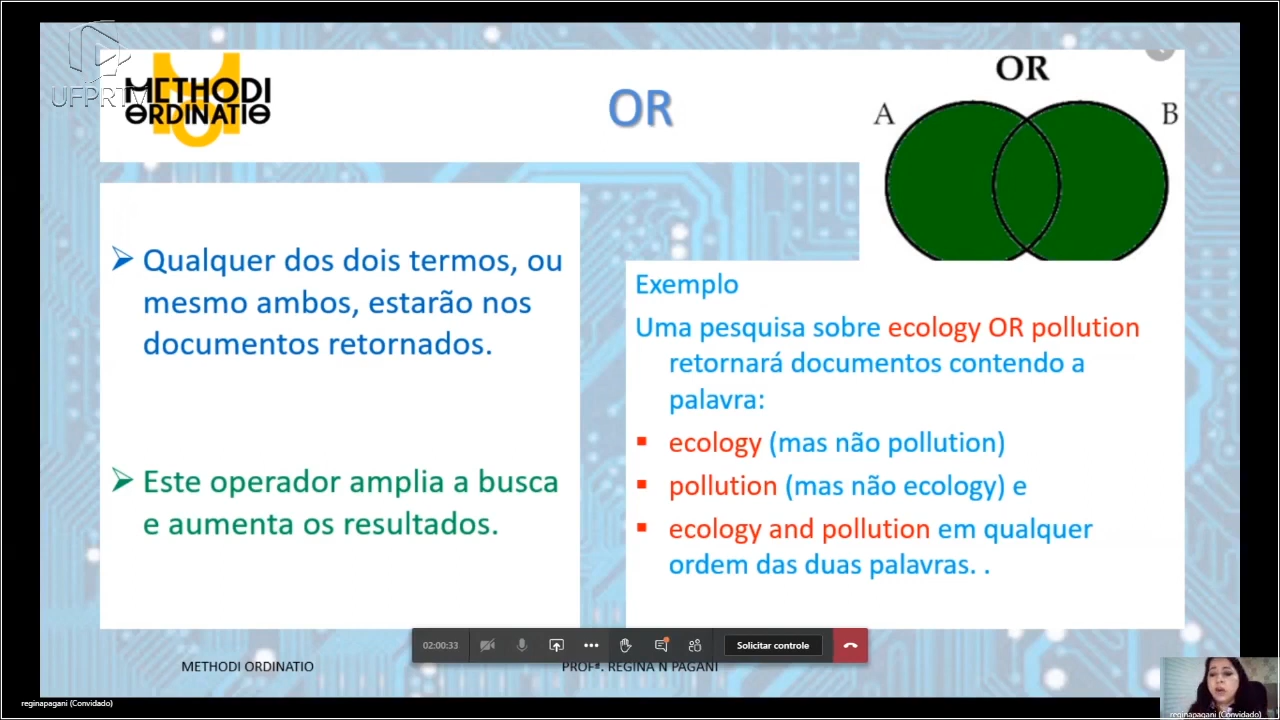 UFPRTV
METHODI
ORDINATIO
OR
OR
A
B
Qualquer dos dois termos, ou
mesmo ambos, estarão nos
documentos retornados.
Este operador amplia a busca
e aumenta os resultados.
Exemplo
Uma pesquisa sobre ecology OR pollution
retornará documentos contendo a
palavra:
ecology (mas não pollution)
pollution (mas não ecology) e
ecology and pollution em qualquer
ordem das duas palavras. .
02:00:33
Solicitar controle
METHODI ORDINATIO
PROFª. REGINA N PAGANI
reginapagani (Convidado)
reginapagani (Convidado)